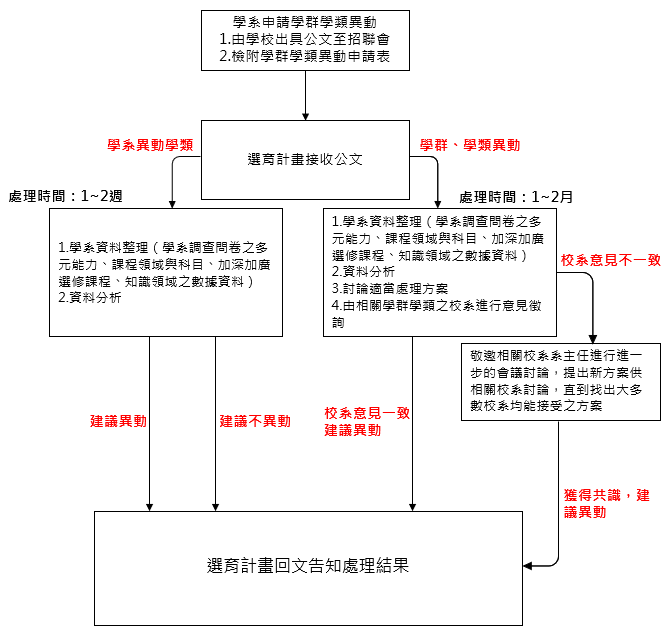 學系申請學群學類異動
1.由學校出具公文至招聯會
2.檢附學群學類異動申請表
選育計畫接收公文
學系異動學類
學群、學類異動
處理時間：1~2週
處理時間：1~2月
1.學系資料整理（學系調查問卷之多
元能力、課程領域與科目、加深加廣
選修課程、知識領域之數據資料）
2.資料分析
1.學系資料整理（學系調查問卷之多
元能力、課程領域與科目、加深加廣
選修課程、知識領域之數據資料）
2.資料分析
3.討論適當處理方案
4.由相關學群學類之校系進行意見徵
詢
校系意見不一致
敬邀相關校系系主任進行進一
步的會議討論，提出新方案供
相關校系討論，直到找出大多
數校系均能接受之方案
建議異動
建議不異動
校系意見一致
建議異動
獲得共識，建
議異動
選育計畫回文告知處理結果